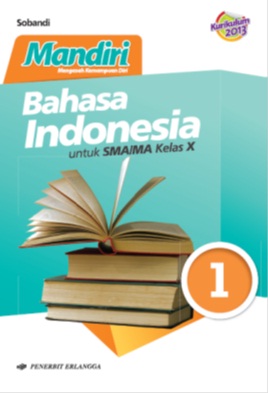 Sobandi
Kurikulum
2013
Mandiri
Mengasah Kemampuan Diri
Bahasa
Indonesia
untuk SMA/MA Kelas X
1
PENERBIT ERLANGGA